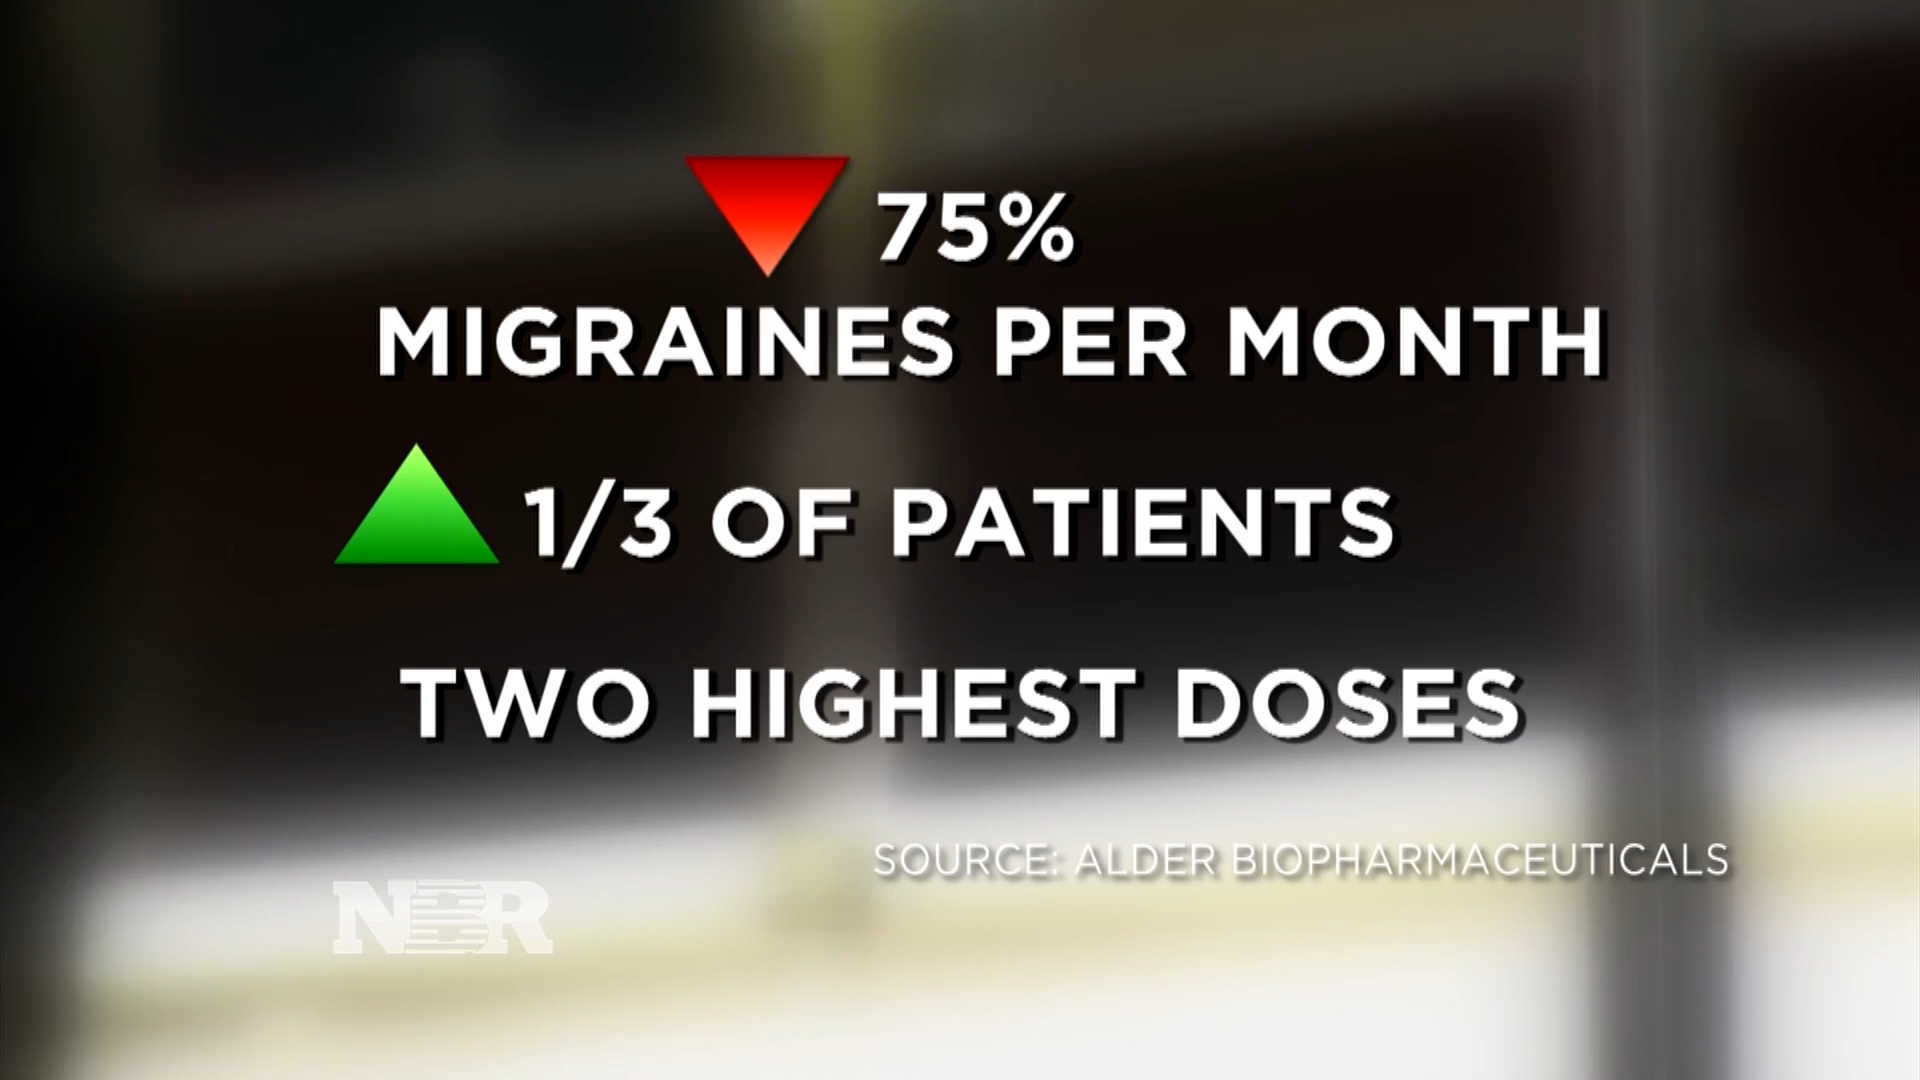 75%
MIGRAINES PER MONTH
1/3 OF PATIENTS
TWO HIGHEST DOSES
SOURCE: ALDER BIOPHARMACEUTICALS
NBR